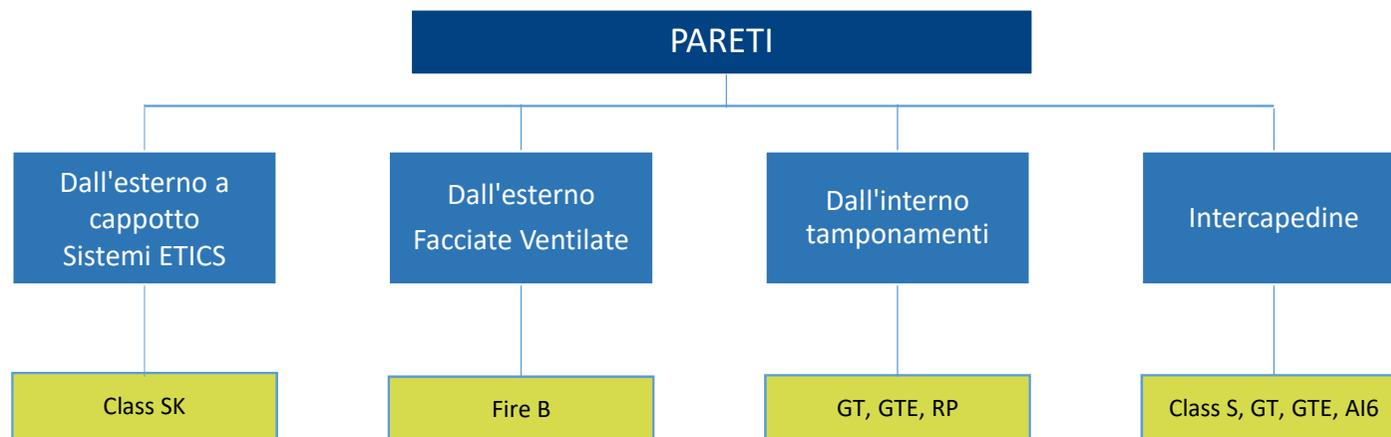 PARETI
Dall'esterno a
cappotto
Sistemi ETICS
Dall'esterno
Facciate Ventilate
Dall'interno
tamponamenti
Intercapedine
Class SK
Fire B
GT, GTE, RP
Class S, GT, GTE, AI6